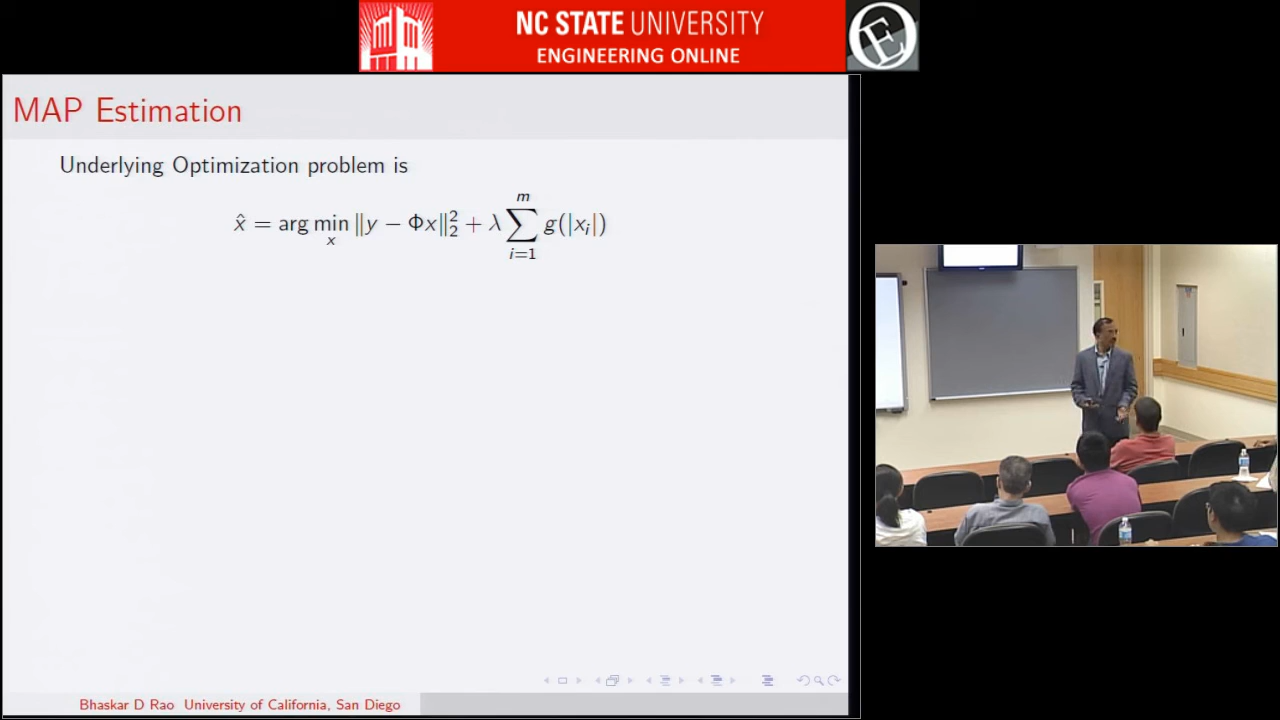 NC STATE UNIVERSITY
ENGINEERING ONLINE
MAP Estimation
Underlying Optimization problem is
x̂ = arg min_x ‖y − Φx‖₂² + λ ∑_{i=1}^{m} g(|x_i|)
Bhaskar D Rao University of California, San Diego